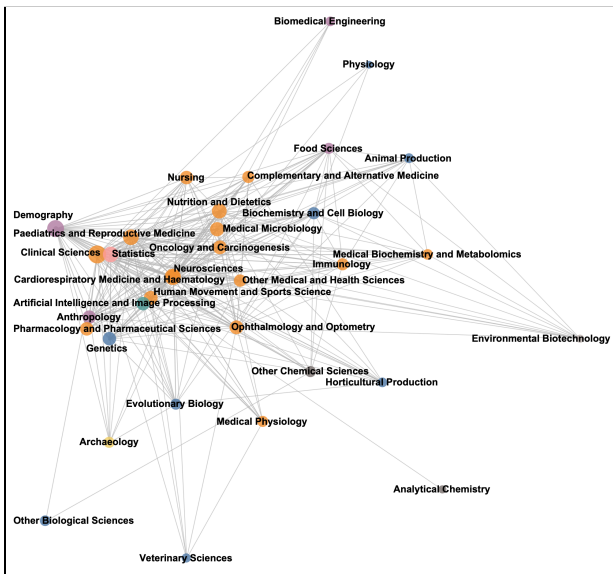 Biomedical Engineering
Physiology
Food Sciences
Animal Production
Nursing
Complementary and Alternative Medicine
Nutrition and Dietetics
Demography
Biochemistry and Cell Biology
Paediatrics and Reproductive Medicine
Medical Microbiology
Clinical Sciences
Statistics
Oncology and Carcinogenesis
Medical Biochemistry and Metabolomics
Immunology
Neurosciences
Cardiorespiratory Medicine and Haematology
Other Medical and Health Sciences
Human Movement and Sports Science
Artificial Intelligence and Image Processing
Anthropology
Pharmacology and Pharmaceutical Sciences
Ophthalmology and Optometry
Environmental Biotechnology
Genetics
Other Chemical Sciences
Horticultural Production
Evolutionary Biology
Medical Physiology
Archaeology
Analytical Chemistry
Other Biological Sciences
Veterinary Sciences